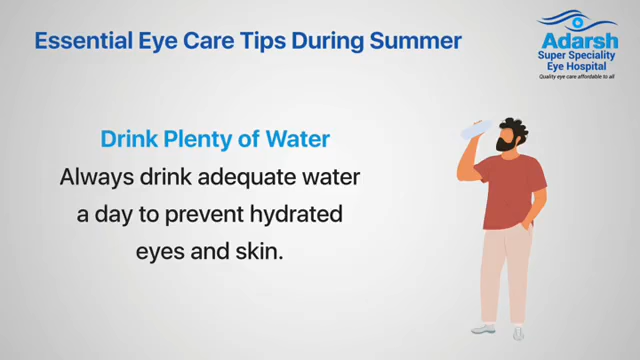 Essential Eye Care Tips During Summer
Adarsh
Super Speciality
Eye Hospital
Quality eye care affordable to all
Drink Plenty of Water
Always drink adequate water
a day to prevent hydrated
eyes and skin.